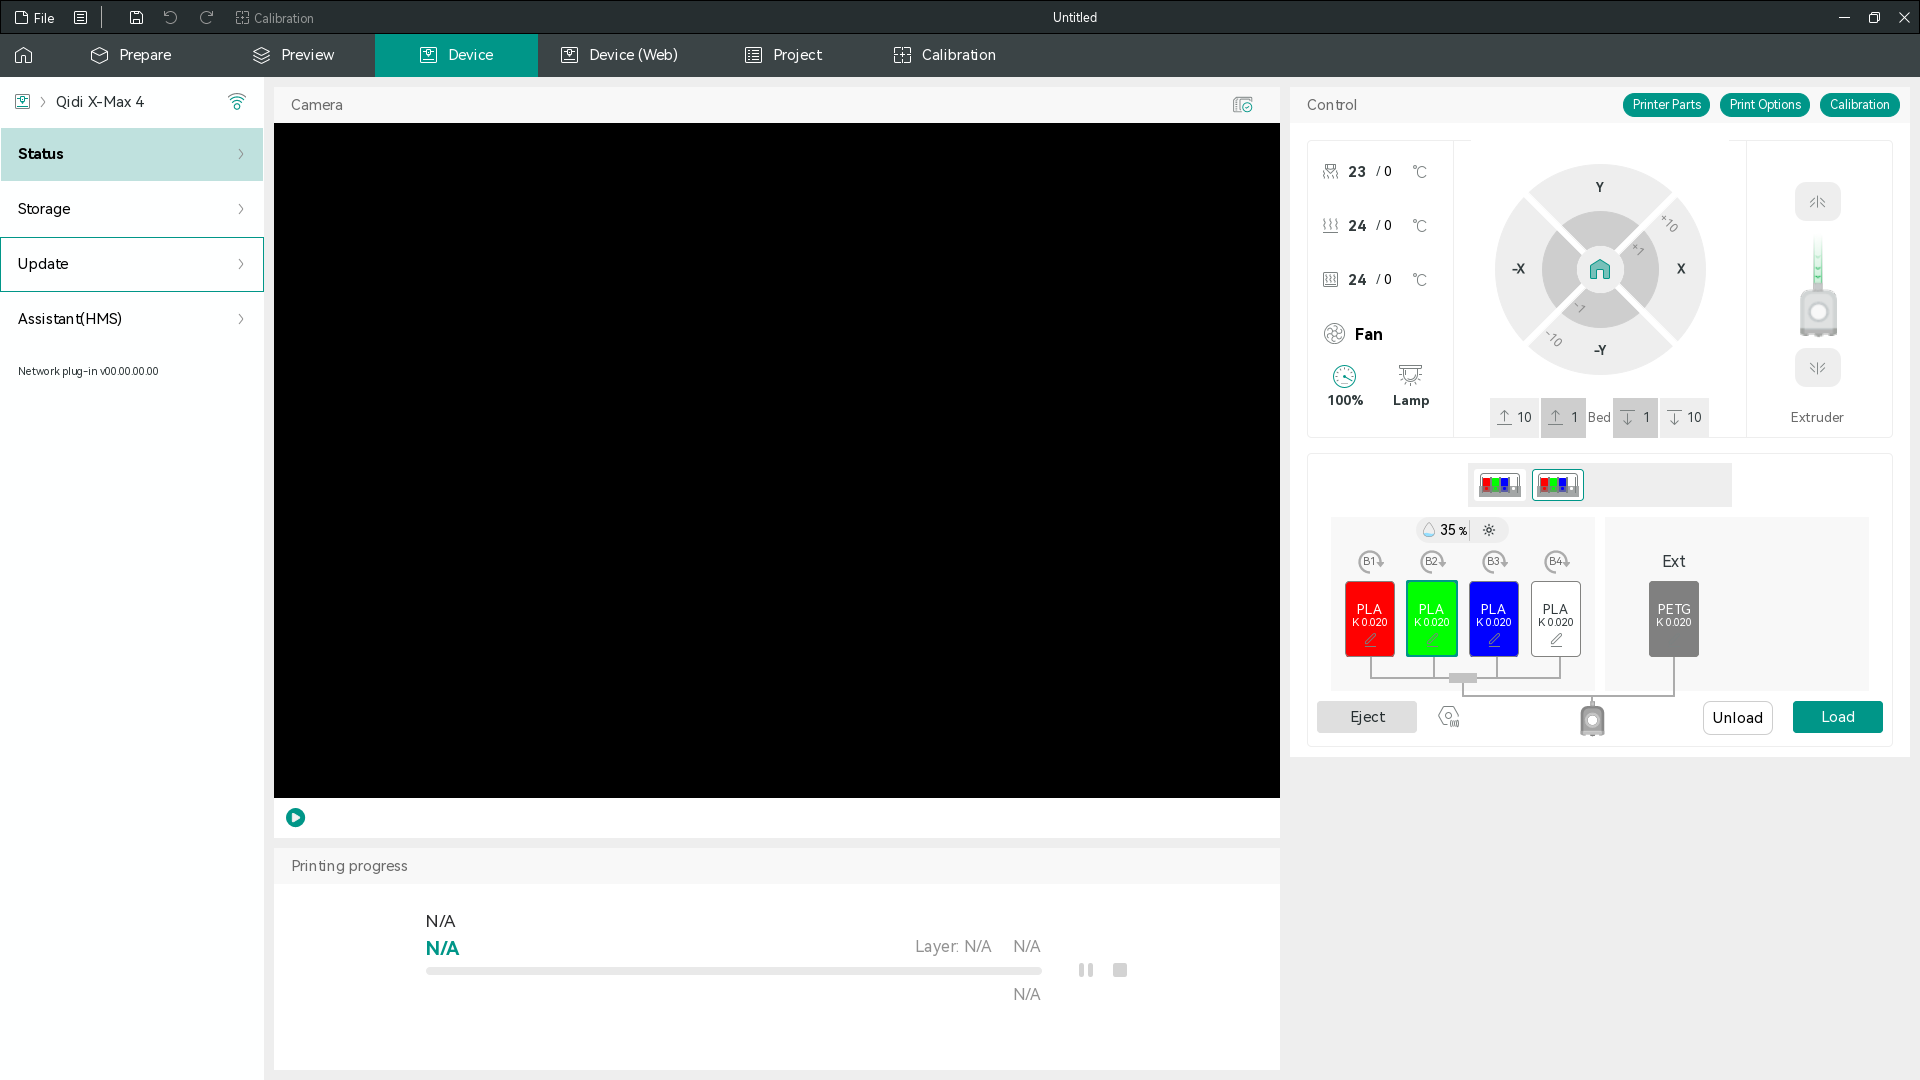 File
Calibration
Untitled
Prepare
Preview
Device
Device (Web)
Project
Calibration
Qidi X-Max 4
Status
Storage
Update
Assistant(HMS)
Network plug-in v00.00.00.00
Camera
Printing progress
N/A
N/A
Layer: N/A N/A
N/A
Control
Printer Parts
Print Options
Calibration
23 / 0 °C
24 / 0 °C
24 / 0 °C
Fan
100%
Lamp
Y
+10
+1
-X
X
-1
-10
-Y
10
1
Bed
1
10
Extruder
35 %
B1
B2
B3
B4
Ext
PLA
K 0.020
PLA
K 0.020
PLA
K 0.020
PLA
K 0.020
PETG
K 0.020
Eject
Unload
Load